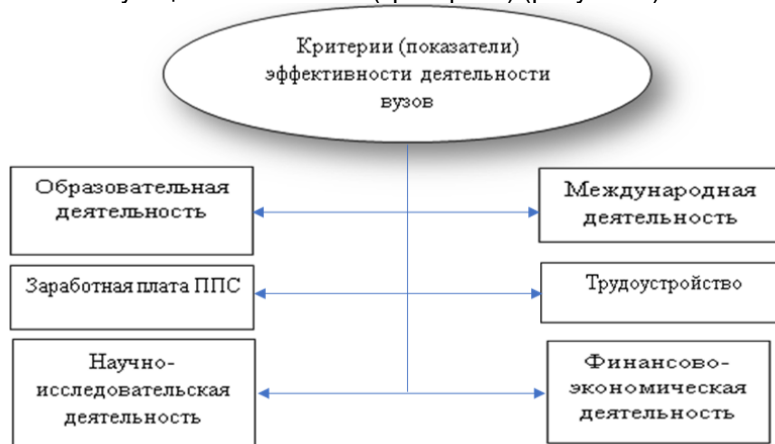 Критерии (показатели)
эффективности деятельности
вузов
Образовательная
деятельность
Международная
деятельность
Заработная плата ППС
Трудоустройство
Научно-
исследовательская
деятельность
Финансово-
экономическая
деятельность